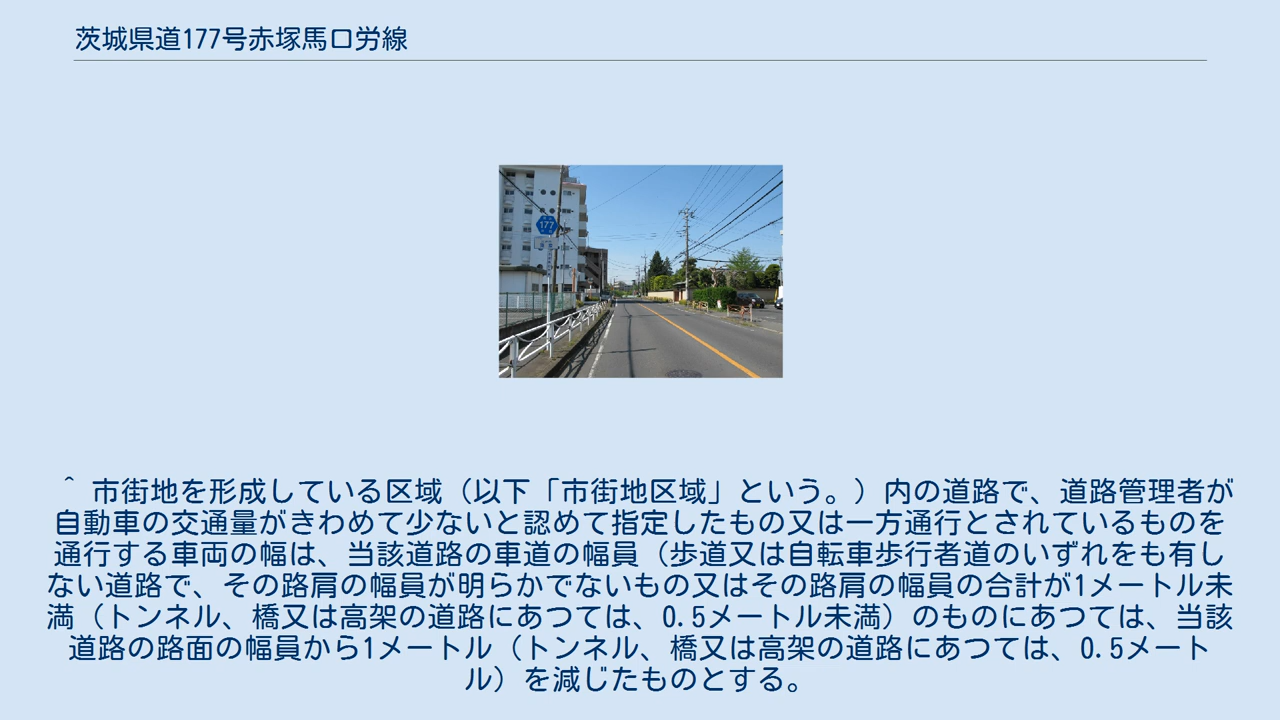 茨城県道177号赤塚馬口労線
177
^ 市街地を形成している区域（以下「市街地区域」という。）内の道路で、道路管理者が
自動車の交通量がきわめて少ないと認めて指定したもの又は一方通行とされているものを
通行する車両の幅は、当該道路の車道の幅員（歩道又は自転車歩行者道のいずれをも有し
ない道路で、その路肩の幅員が明らかでないもの又はその路肩の幅員の合計が1メートル未
満（トンネル、橋又は高架の道路にあつては、0.5メートル未満）のものにあつては、当該
道路の路面の幅員から1メートル（トンネル、橋又は高架の道路にあつては、0.5メート
ル）を減じたものとする。